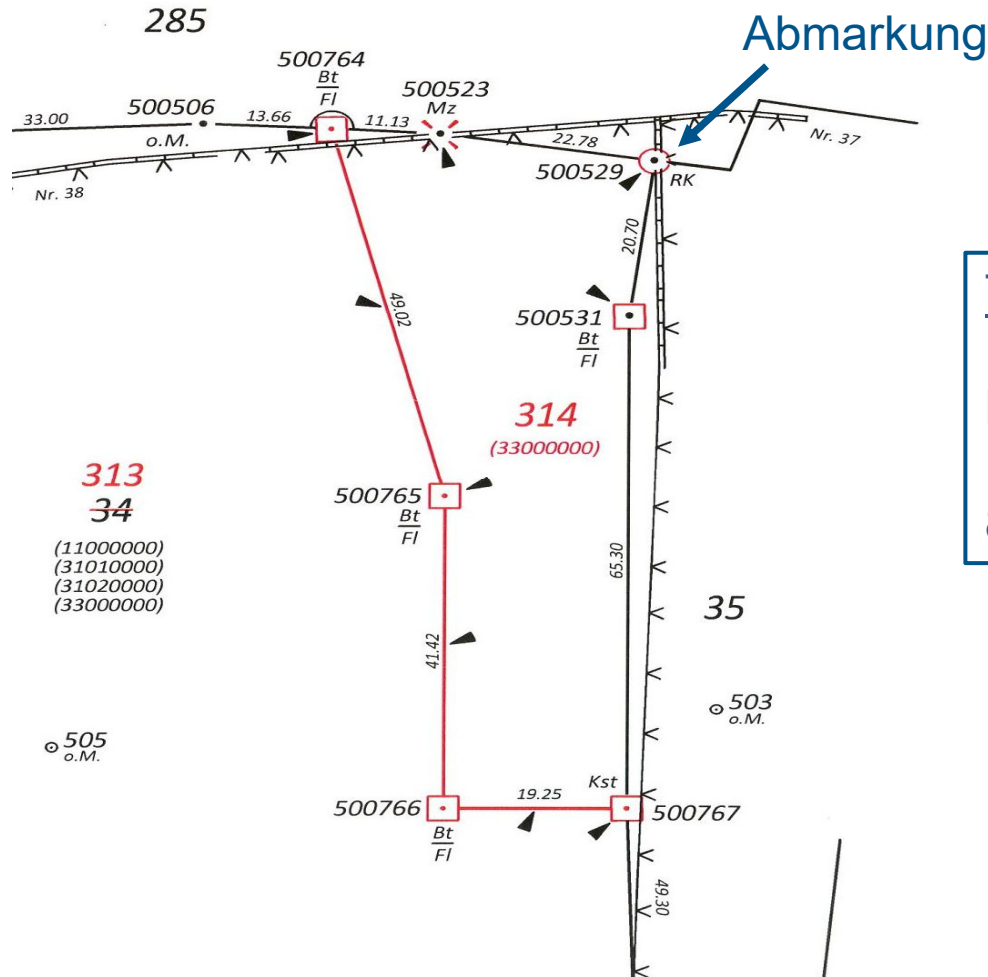 285
Abmarkung
500764
Bt
Fl
500523
Mz
500506
33.00
13.66
11.13
o.M.
22.78
Nr. 37
Nr. 38
500529
RK
20.70
49.02
500531
Bt
Fl
314
(33000000)
313
34
(11000000)
(31010000)
(31020000)
(33000000)
500765
Bt
Fl
65.30
35
41.42
503
o.M.
505
o.M.
Kst
19.25
500766
500767
Bt
Fl
49.30